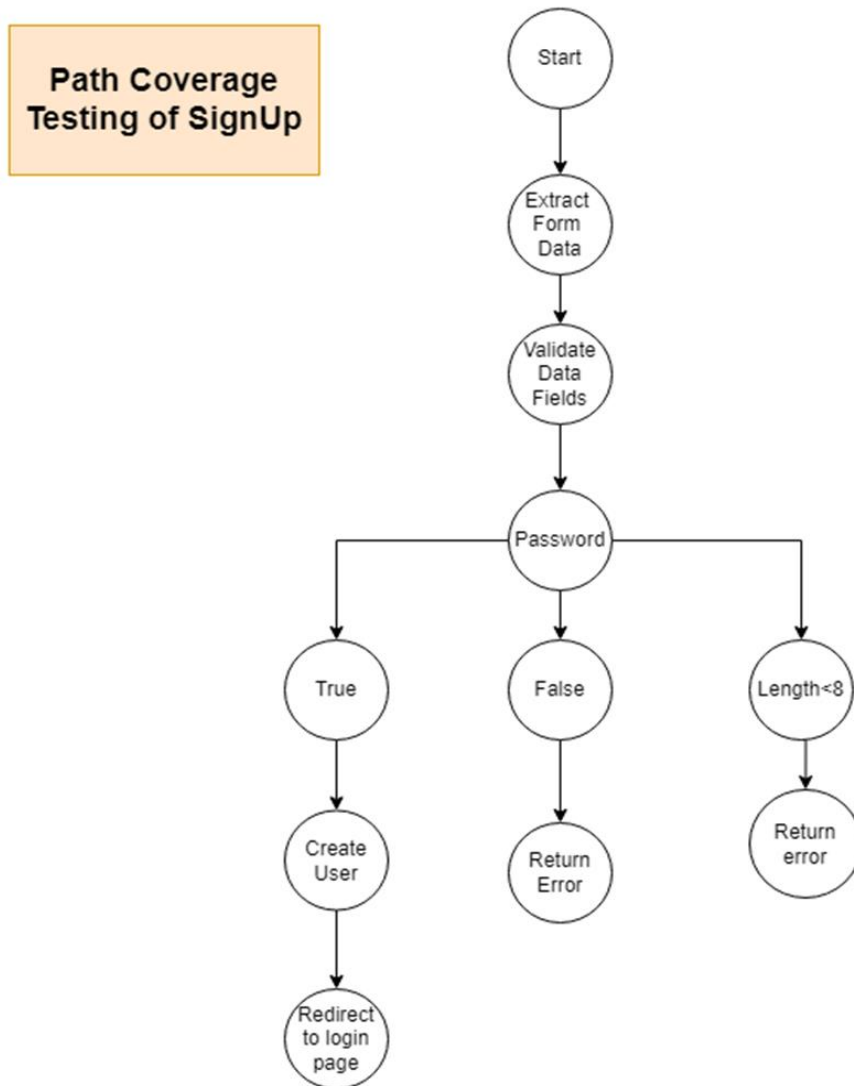 Path Coverage
Testing of SignUp
Start
Extract
Form
Data
Validate
Data
Fields
Password
True
False
Length<8
Create
User
Return
Error
Return
error
Redirect
to login
page